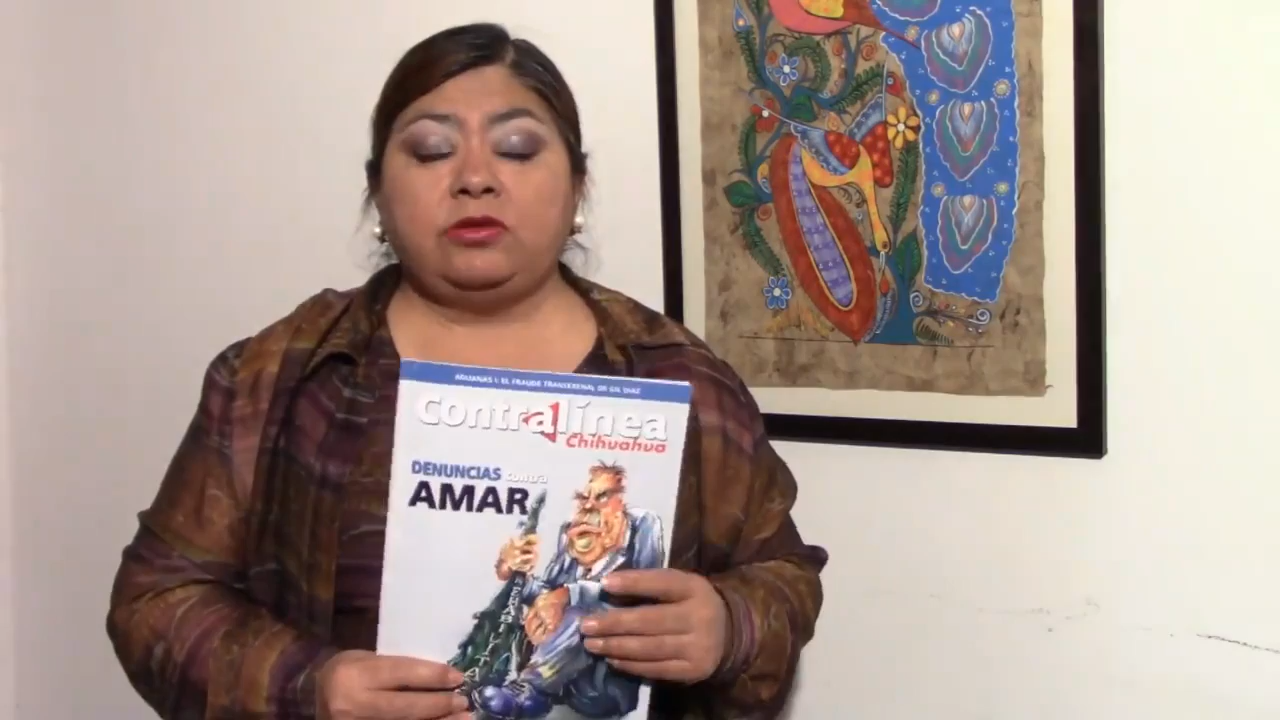 ADUANAS I: EL FRAUDE TRANSEXENAL DE GIL DÍAZ
Contralínea
Chihuahua
DENUNCIAS contra
AMAR